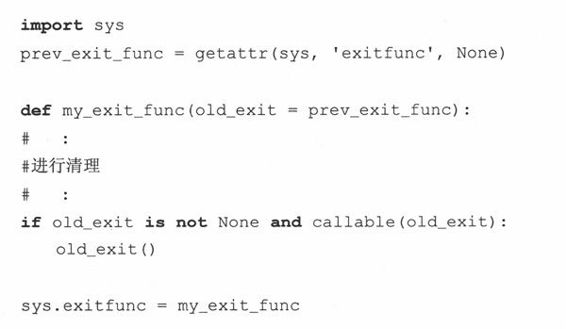 import sys
prev_exit_func = getattr(sys, 'exitfunc', None)
def my_exit_func(old_exit = prev_exit_func):
# :
#进行清理
# :
if old_exit is not None and callable(old_exit):
old_exit()
sys.exitfunc = my_exit_func